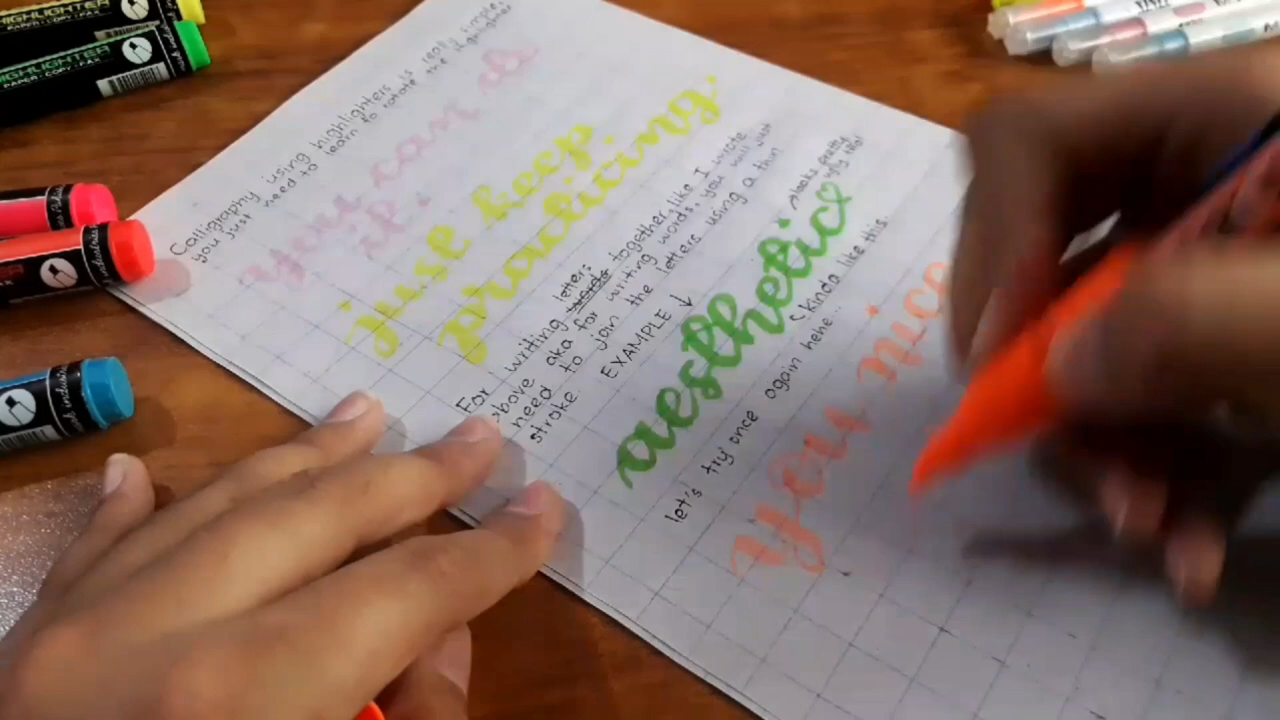 HIGHLIGHTER
PAPER·COPY·FAX
HIGHLIGHTER
PAPER·COPY·FAX
Calligraphy using highlighters is really simple,
you just need to learn to rotate the highlighter
you can do
it.
just keep
practicing.
For writing letters
words together, like I wrote
above aka for writing words, you will just
need to join the letters using a thin
stroke. EXAMPLE ↓
looks pretty
aesthetic
let's try once again hehe.. (kinda like this
you nice